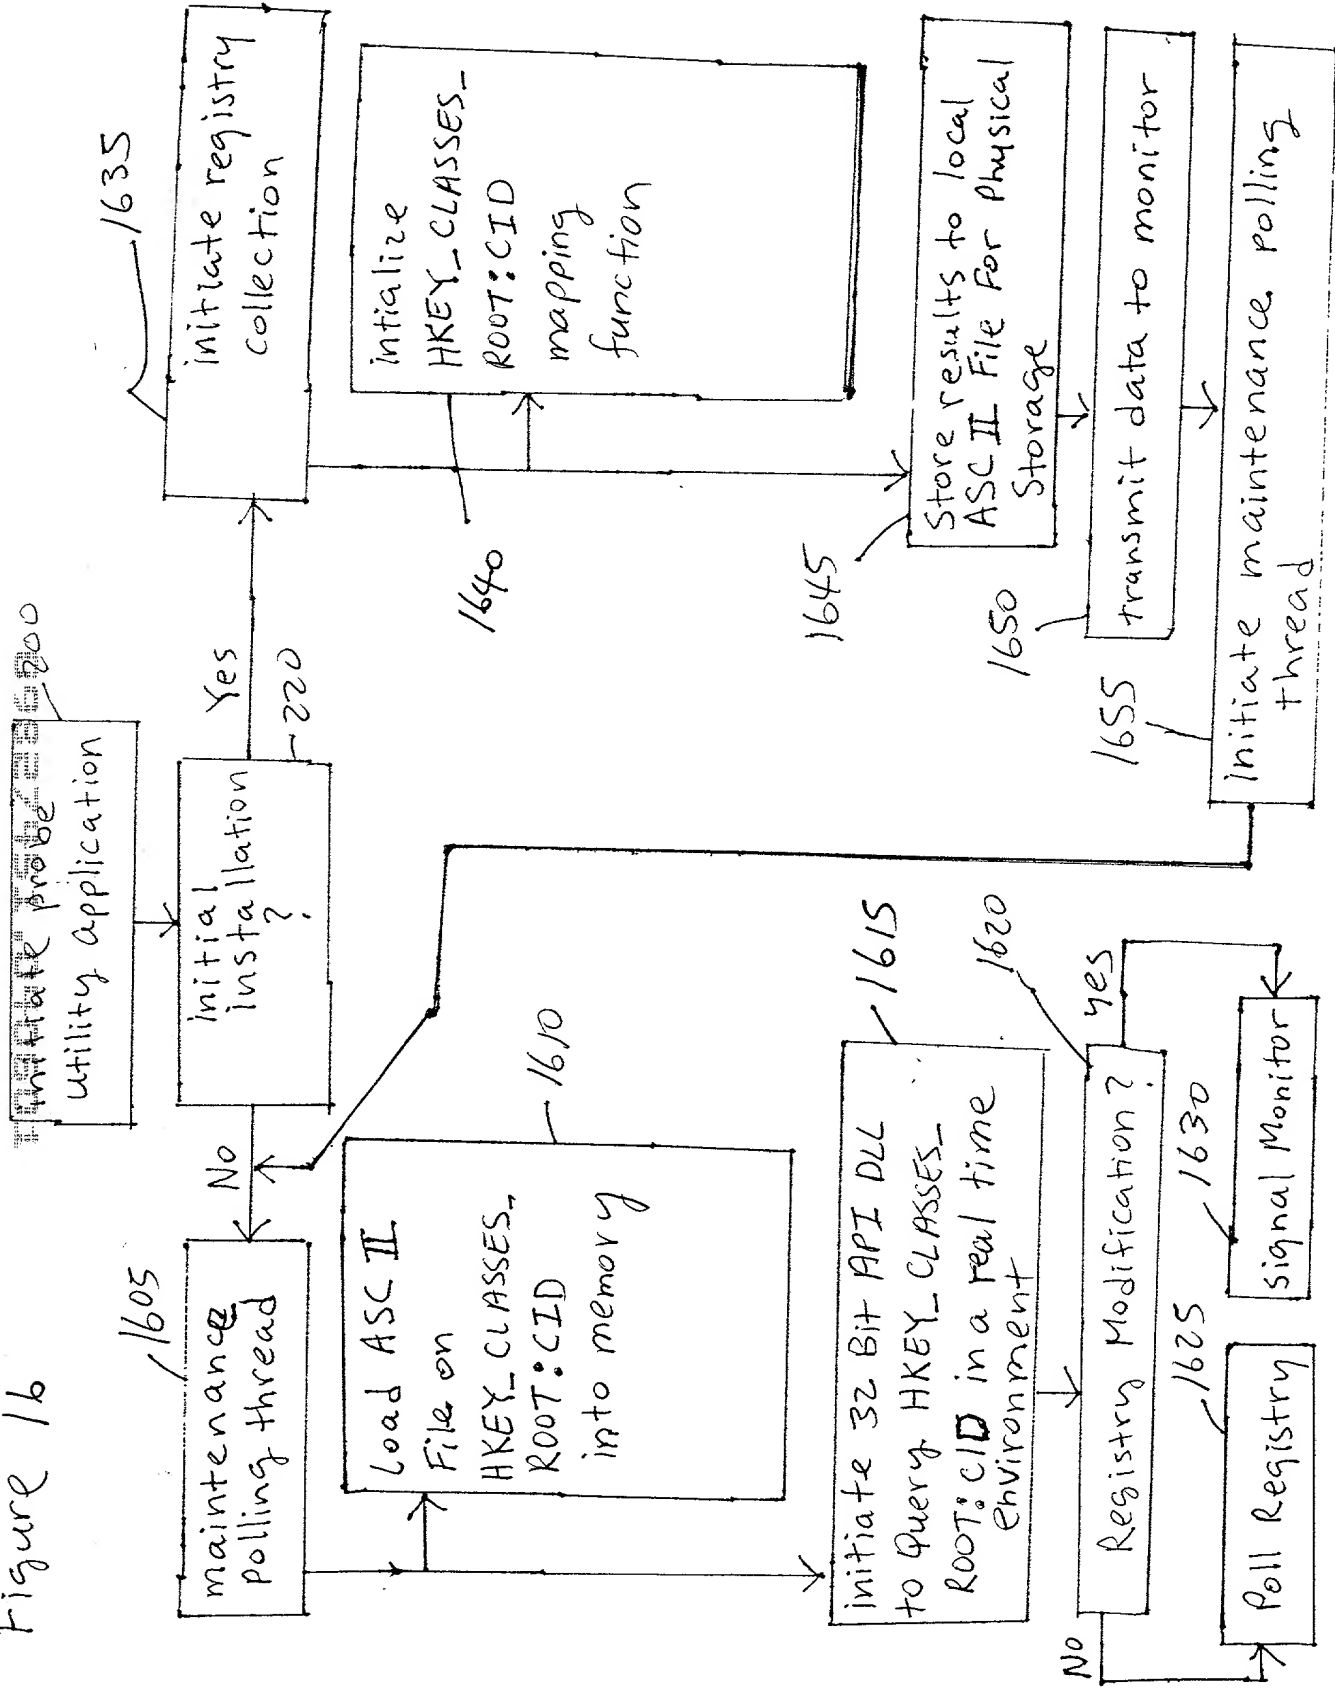 Figure 16
initiate probe
utility application
200
initial
installation
?
220
No
Yes
1605
maintenance
polling thread
1610
Load ASC II
File on
HKEY_CLASSES_
ROOT:CID
into memory
1615
initiate 32 Bit API DLL
to Query HKEY_CLASSES_
ROOT:CID in a real time
environment
1620
Registry Modification?
No
yes
1625
Poll Registry
1630
signal Monitor
1635
initiate registry
collection
1640
intialize
HKEY_CLASSES_
ROOT:CID
mapping
function
1645
Store results to local
ASC II File For Physical
Storage
1650
transmit data to monitor
1655
initiate maintenance polling
thread